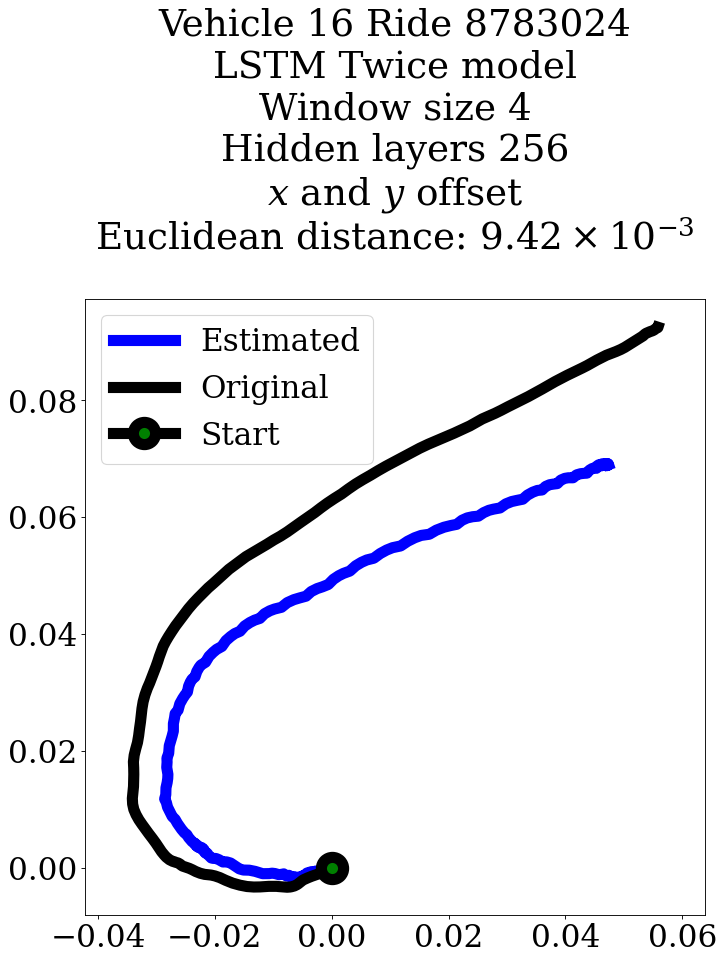 Vehicle 16 Ride 8783024
LSTM Twice model
Window size 4
Hidden layers 256
x and y offset
Euclidean distance: 9.42 × 10⁻³
Estimated
Original
Start
0.08
0.06
0.04
0.02
0.00
−0.04 −0.02 0.00 0.02 0.04 0.06